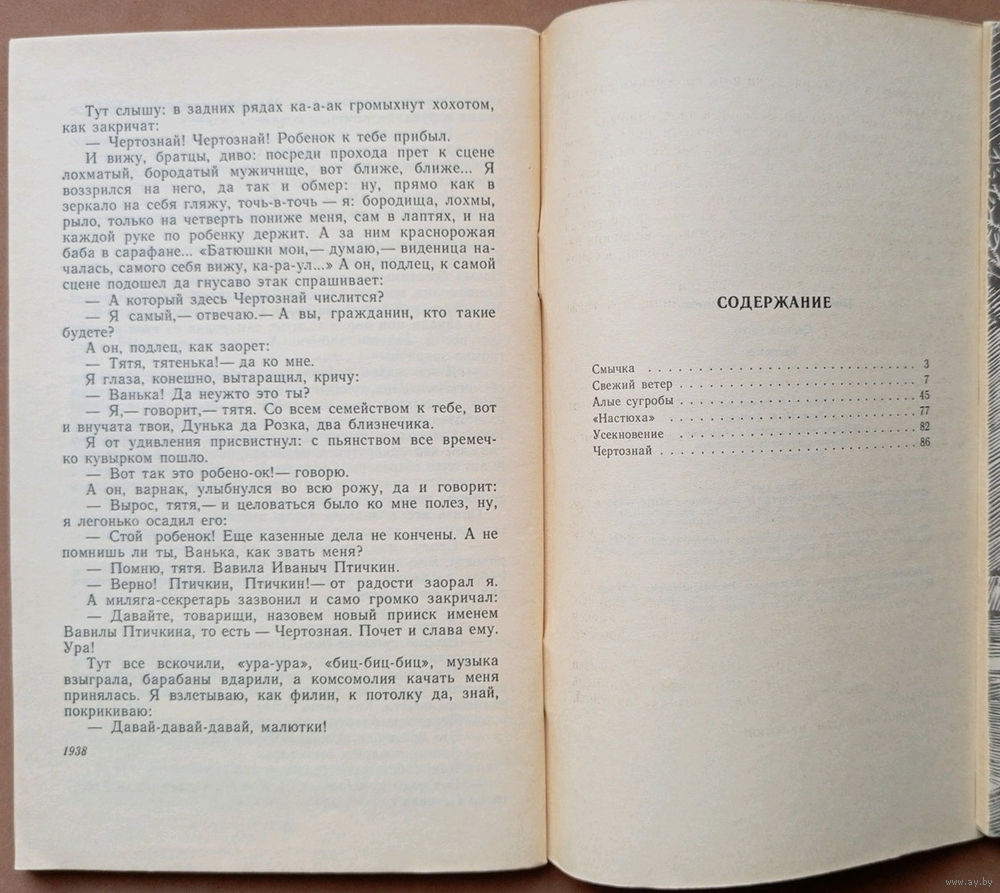 Тут слышу: в задних рядах ка-а-ак громыхнут хохотом,
как закричат:
— Чертознай! Чертознай! Робенок к тебе прибыл.
И вижу, братцы, диво: посреди прохода прет к сцене
лохматый, бородатый мужичище, вот ближе, ближе... Я
воззрился на него, да так и обмер: ну, прямо как в
зеркало на себя гляжу, точь-в-точь — я: бородища, лохмы,
рыло, только на четверть пониже меня, сам в лаптях, и на
каждой руке по робенку держит. А за ним краснорожая
баба в сарафане... «Батюшки мои,— думаю,— виденица на-
чалась, самого себя вижу, ка-ра-ул...» А он, подлец, к самой
сцене подошел да гнусаво этак спрашивает:
— А который здесь Чертознай числится?
— Я самый,— отвечаю.— А вы, гражданин, кто такие
будете?
А он, подлец, как заорет:
— Тятя, тятенька!— да ко мне.
Я глаза, конешно, вытаращил, кричу:
— Ванька! Да неужто это ты?
— Я,— говорит,— тятя. Со всем семейством к тебе, вот
и внучата твои, Дунька да Розка, два близнечика.
Я от удивления присвистнул: с пьянством все времеч-
ко кувырком пошло.
— Вот так это робено-ок!— говорю.
А он, варнак, улыбнулся во всю рожу, да и говорит:
— Вырос, тятя,— и целоваться было ко мне полез, ну,
я легонько осадил его:
— Стой робенок! Еще казенные дела не кончены. А не
помнишь ли ты, Ванька, как звать меня?
— Помню, тятя. Вавила Иваныч Птичкин.
— Верно! Птичкин, Птичкин!— от радости заорал я.
А миляга-секретарь зазвонил и само громко закричал:
— Давайте, товарищи, назовем новый прииск именем
Вавилы Птичкина, то есть — Чертозная. Почет и слава ему.
Ура!
Тут все вскочили, «ура-ура», «биц-биц-биц», музыка
взыграла, барабаны вдарили, а комсомолия качать меня
принялась. Я взлетываю, как филин, к потолку да, знай,
покрикиваю:
— Давай-давай-давай, малютки!
1938
СОДЕРЖАНИЕ
Смычка . . . . . . . . . . . . . . . . . . . . 3
Свежий ветер . . . . . . . . . . . . . . . . . . . . 7
Алые сугробы . . . . . . . . . . . . . . . . . . . . 45
«Настюха» . . . . . . . . . . . . . . . . . . . . 77
Усекновение . . . . . . . . . . . . . . . . . . . . 82
Чертознай . . . . . . . . . . . . . . . . . . . . 86
www.ay.by